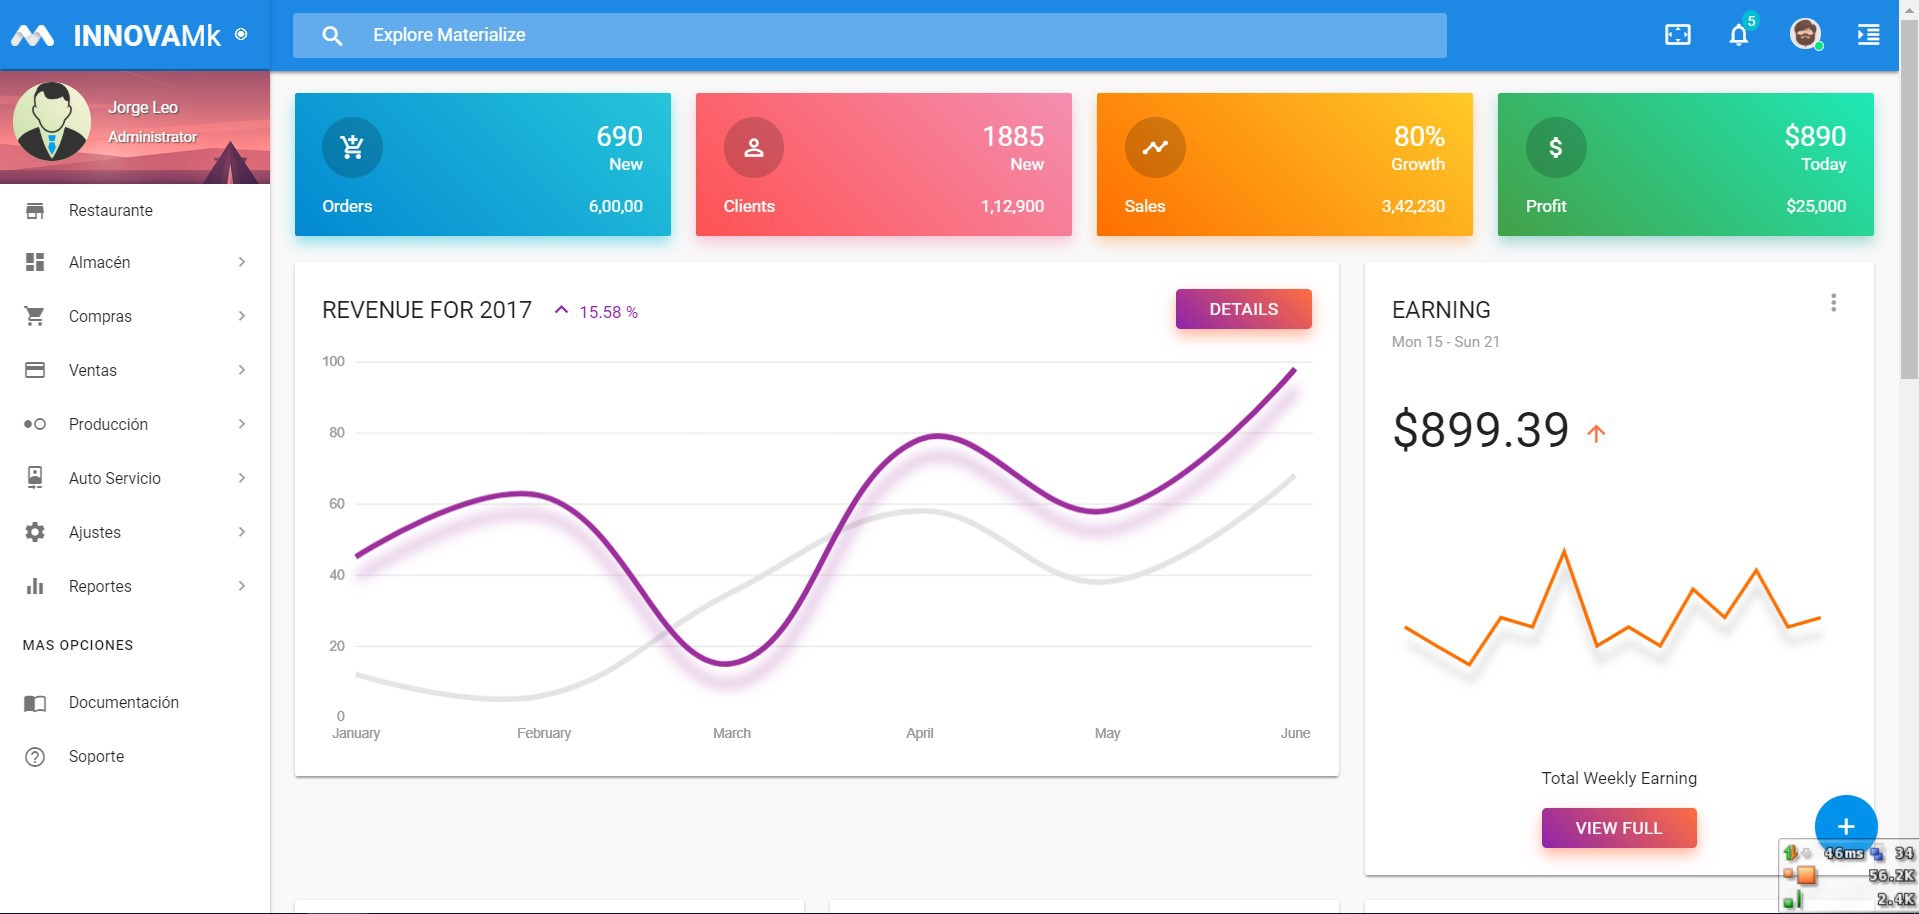 INNOVAMk
Explore Materialize
5
Jorge Leo
Administrator
Restaurante
Almacén
Compras
Ventas
Producción
Auto Servicio
Ajustes
Reportes
MAS OPCIONES
Documentación
Soporte
690
New
Orders
6,00,00
1885
New
Clients
1,12,900
80%
Growth
Sales
3,42,230
$
$890
Today
Profit
$25,000
REVENUE FOR 2017
15.58 %
DETAILS
100
80
60
40
20
0
January
February
March
April
May
June
EARNING
Mon 15 - Sun 21
$899.39
Total Weekly Earning
VIEW FULL
+
46ms
34
56.2K
2.4K